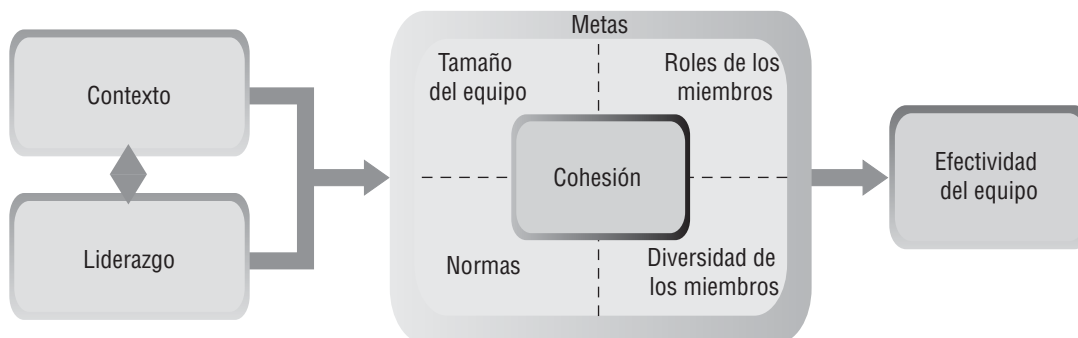 Contexto
Liderazgo
Metas
Tamaño
del equipo
Roles de los
miembros
Cohesión
Normas
Diversidad de
los miembros
Efectividad
del equipo